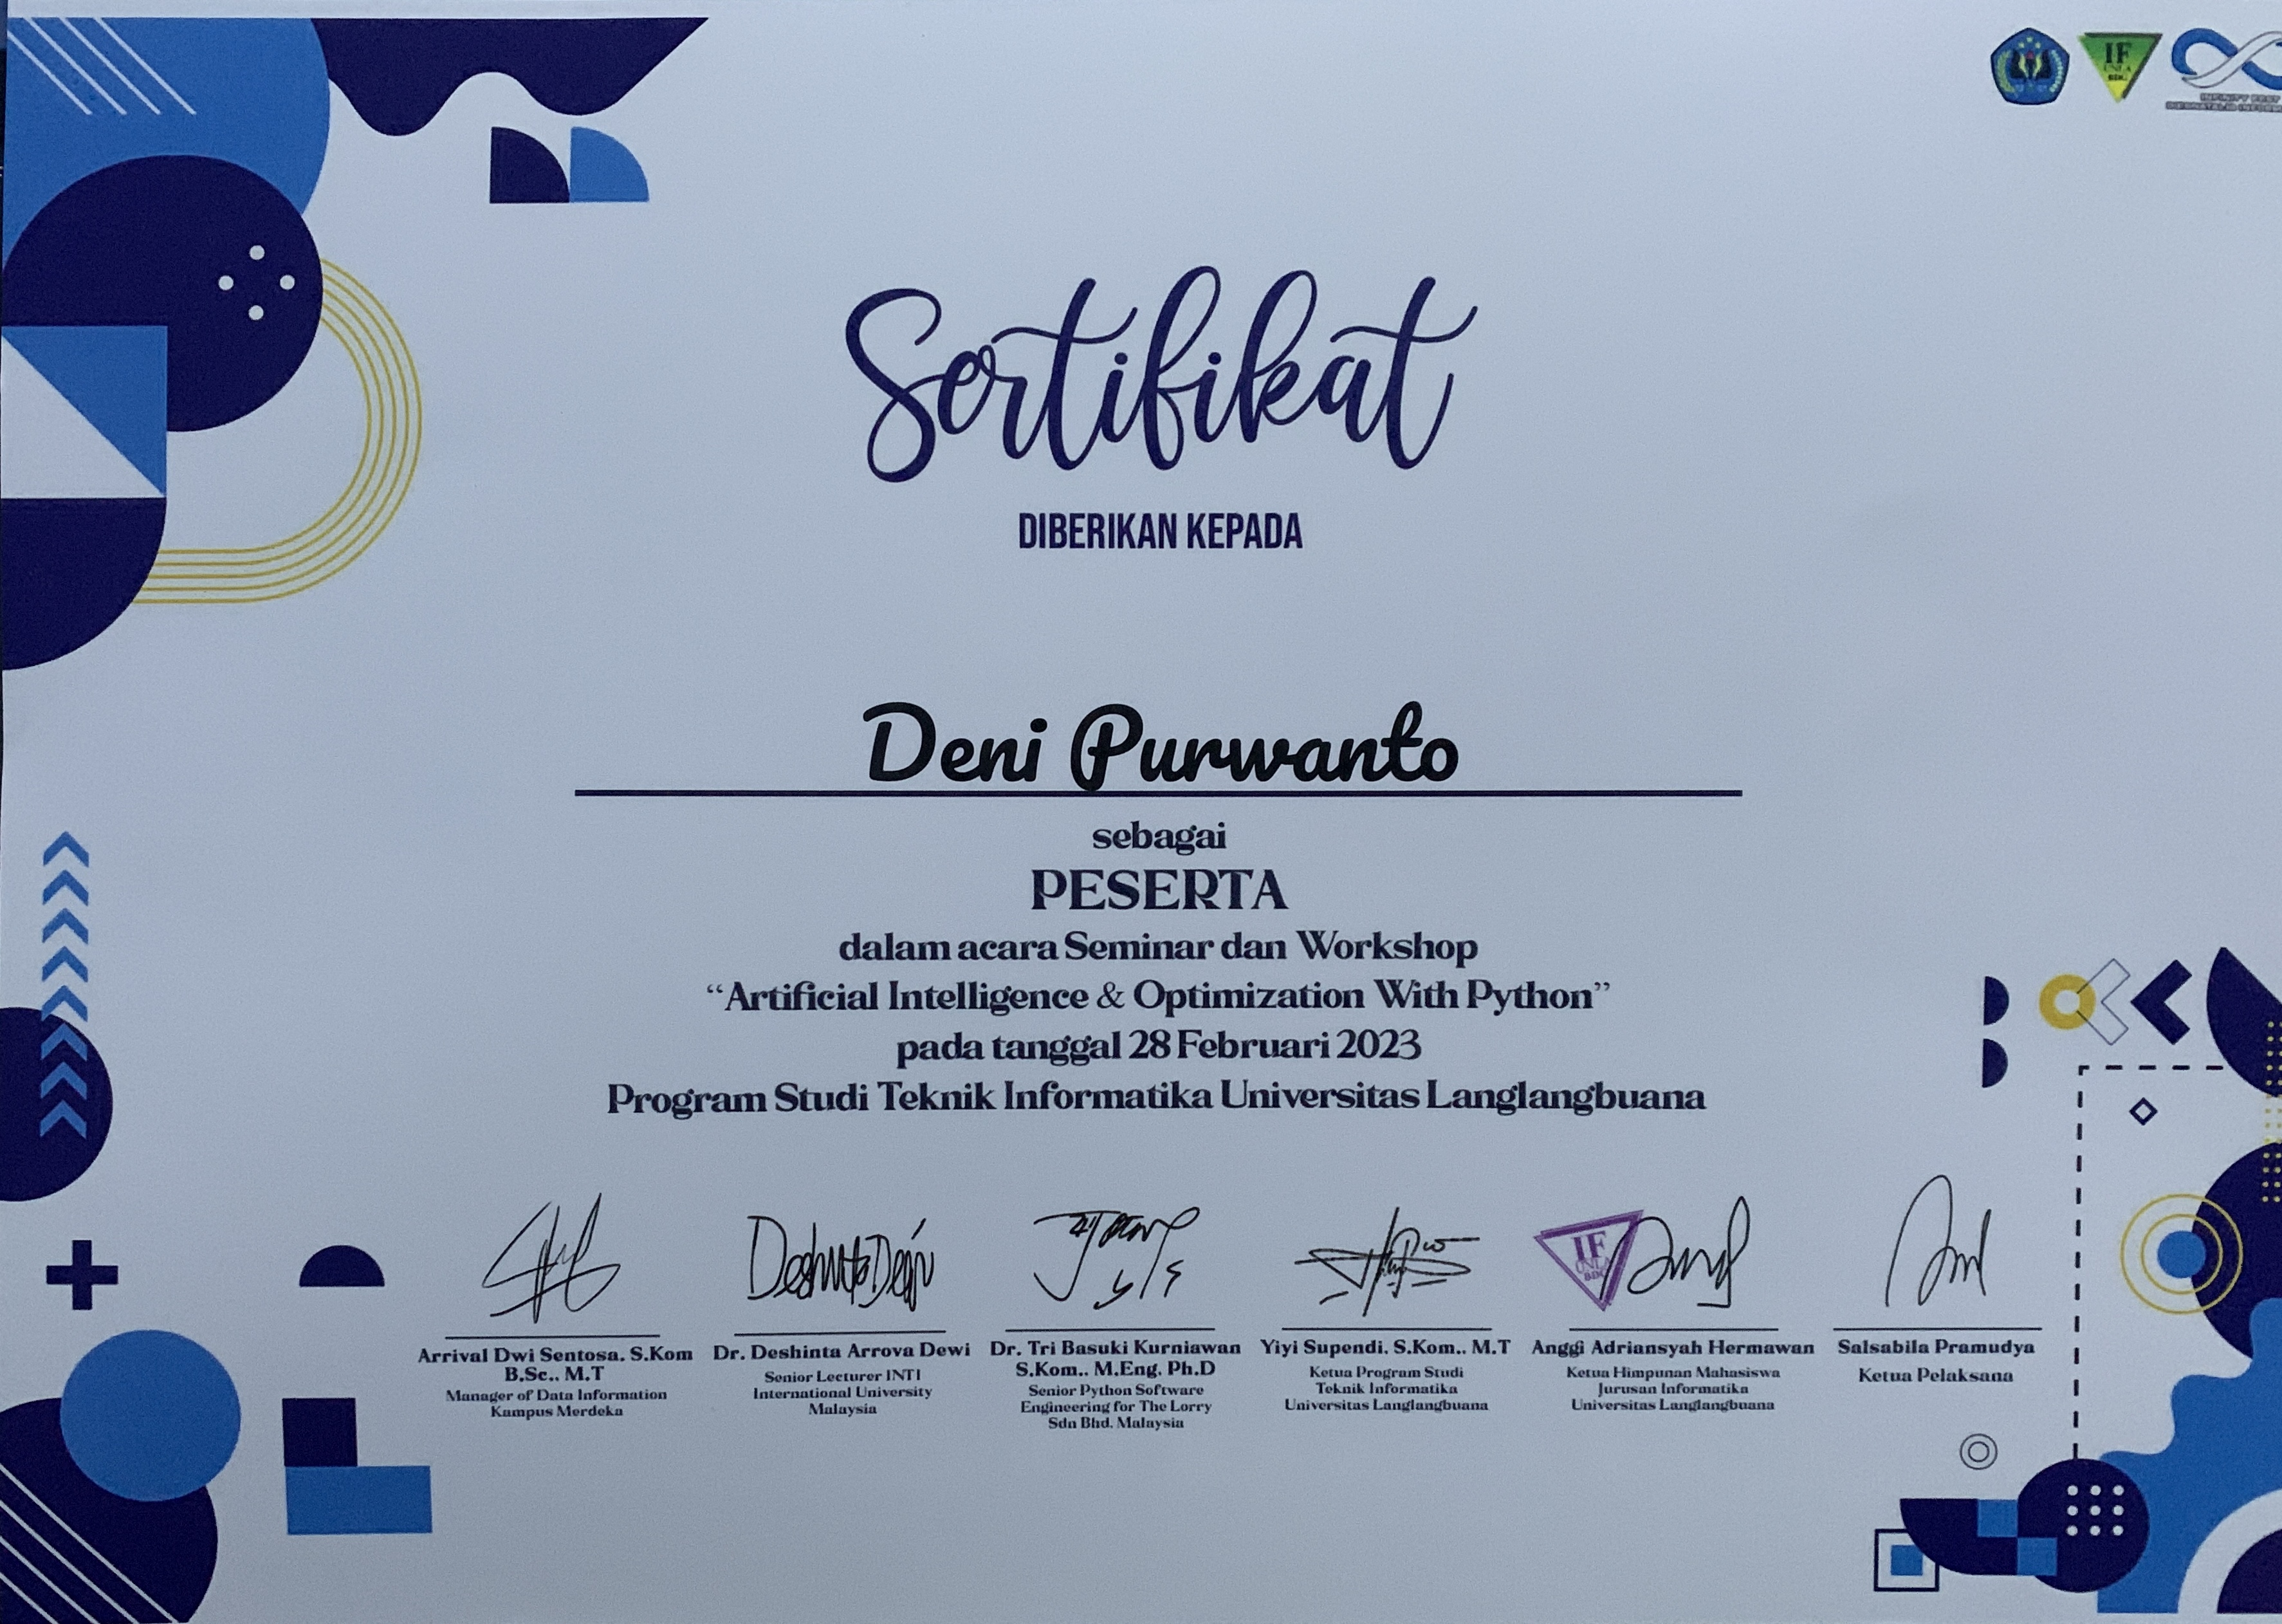 IF
UNLA
BDG
Sertifikat
DIBERIKAN KEPADA
Deni Purwanto
sebagai
PESERTA
dalam acara Seminar dan Workshop
“Artificial Intelligence & Optimization With Python”
pada tanggal 28 Februari 2023
Program Studi Teknik Informatika Universitas Langlangbuana
IF
UNLA
BDG
Arrival Dwi Sentosa, S.Kom
B.Sc., M.T
Manager of Data Information
Kampus Merdeka
Dr. Deshinta Arrova Dewi
Senior Lecturer INTI
International University
Malaysia
Dr. Tri Basuki Kurniawan
S.Kom., M.Eng, Ph.D
Senior Python Software
Engineering for The Lorry
Sdn Bhd, Malaysia
Yiyi Supendi, S.Kom., M.T
Ketua Program Studi
Teknik Informatika
Universitas Langlangbuana
Anggi Adriansyah Hermawan
Ketua Himpunan Mahasiswa
Jurusan Informatika
Universitas Langlangbuana
Salsabila Pramudya
Ketua Pelaksana